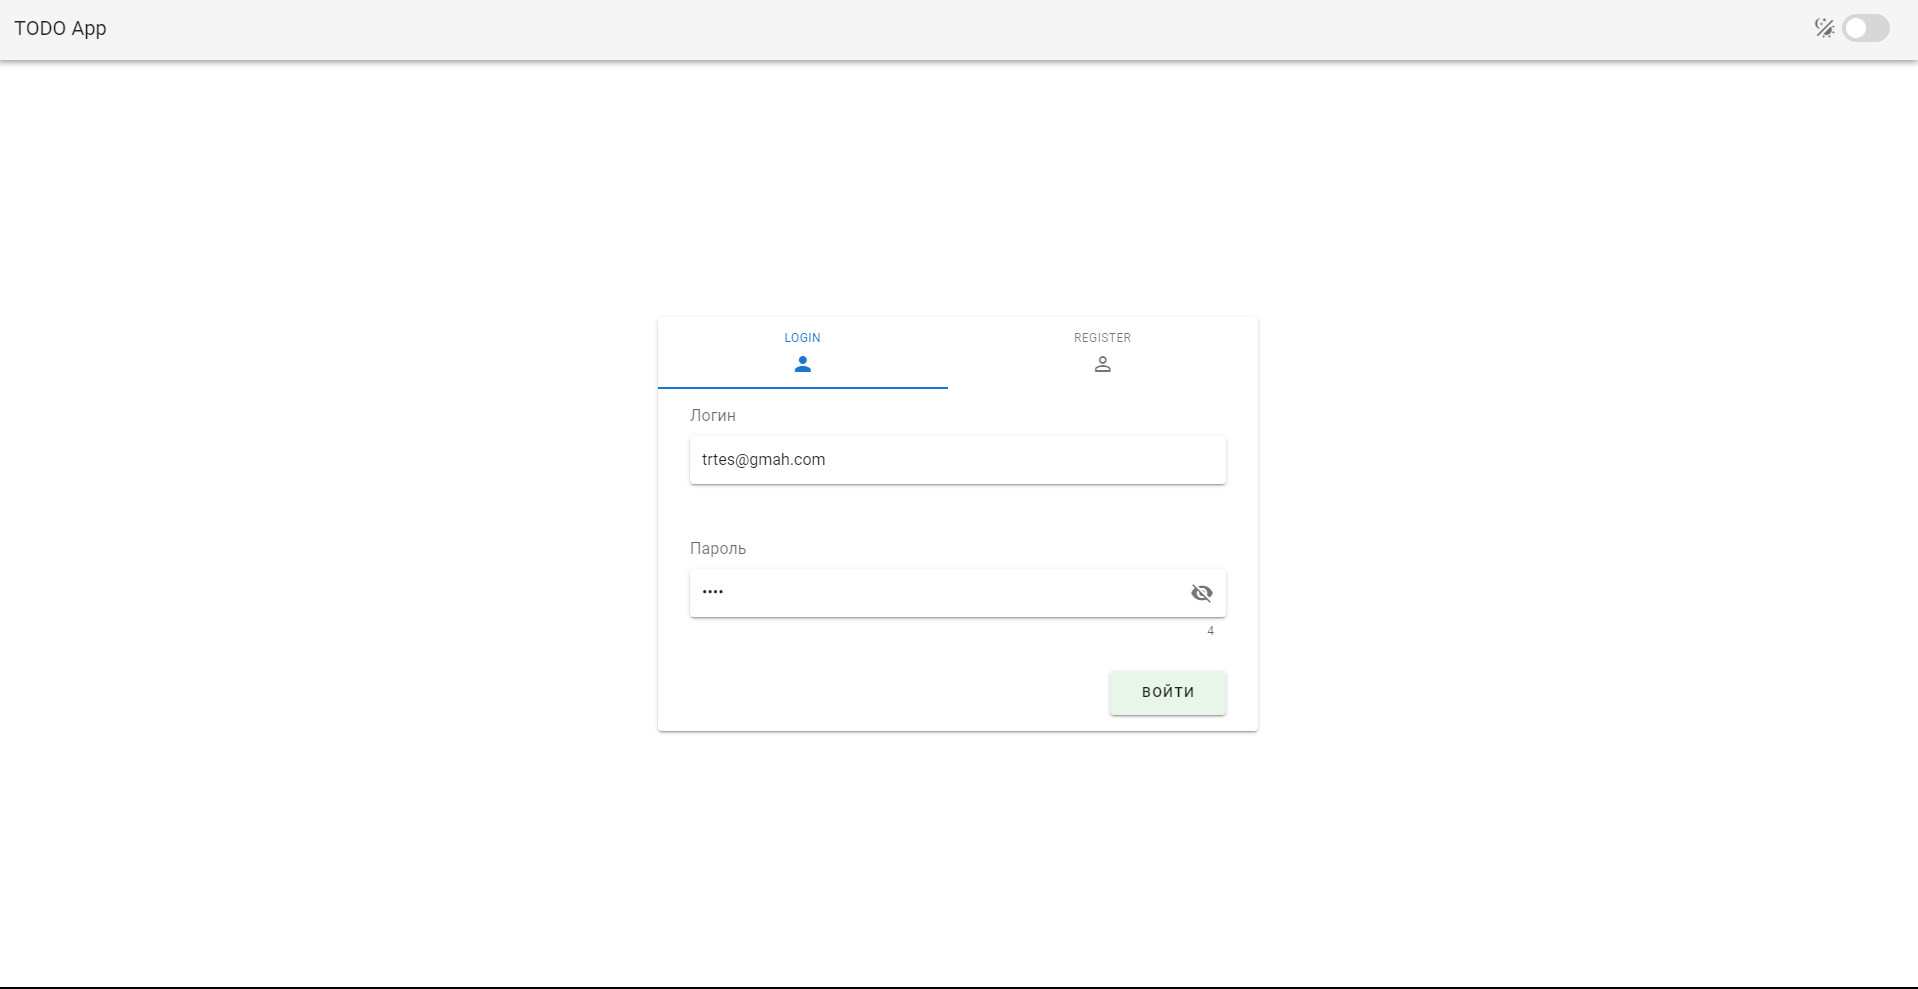 TODO App
LOGIN
REGISTER
Логин
trtes@gmah.com
Пароль
••••
4
ВОЙТИ